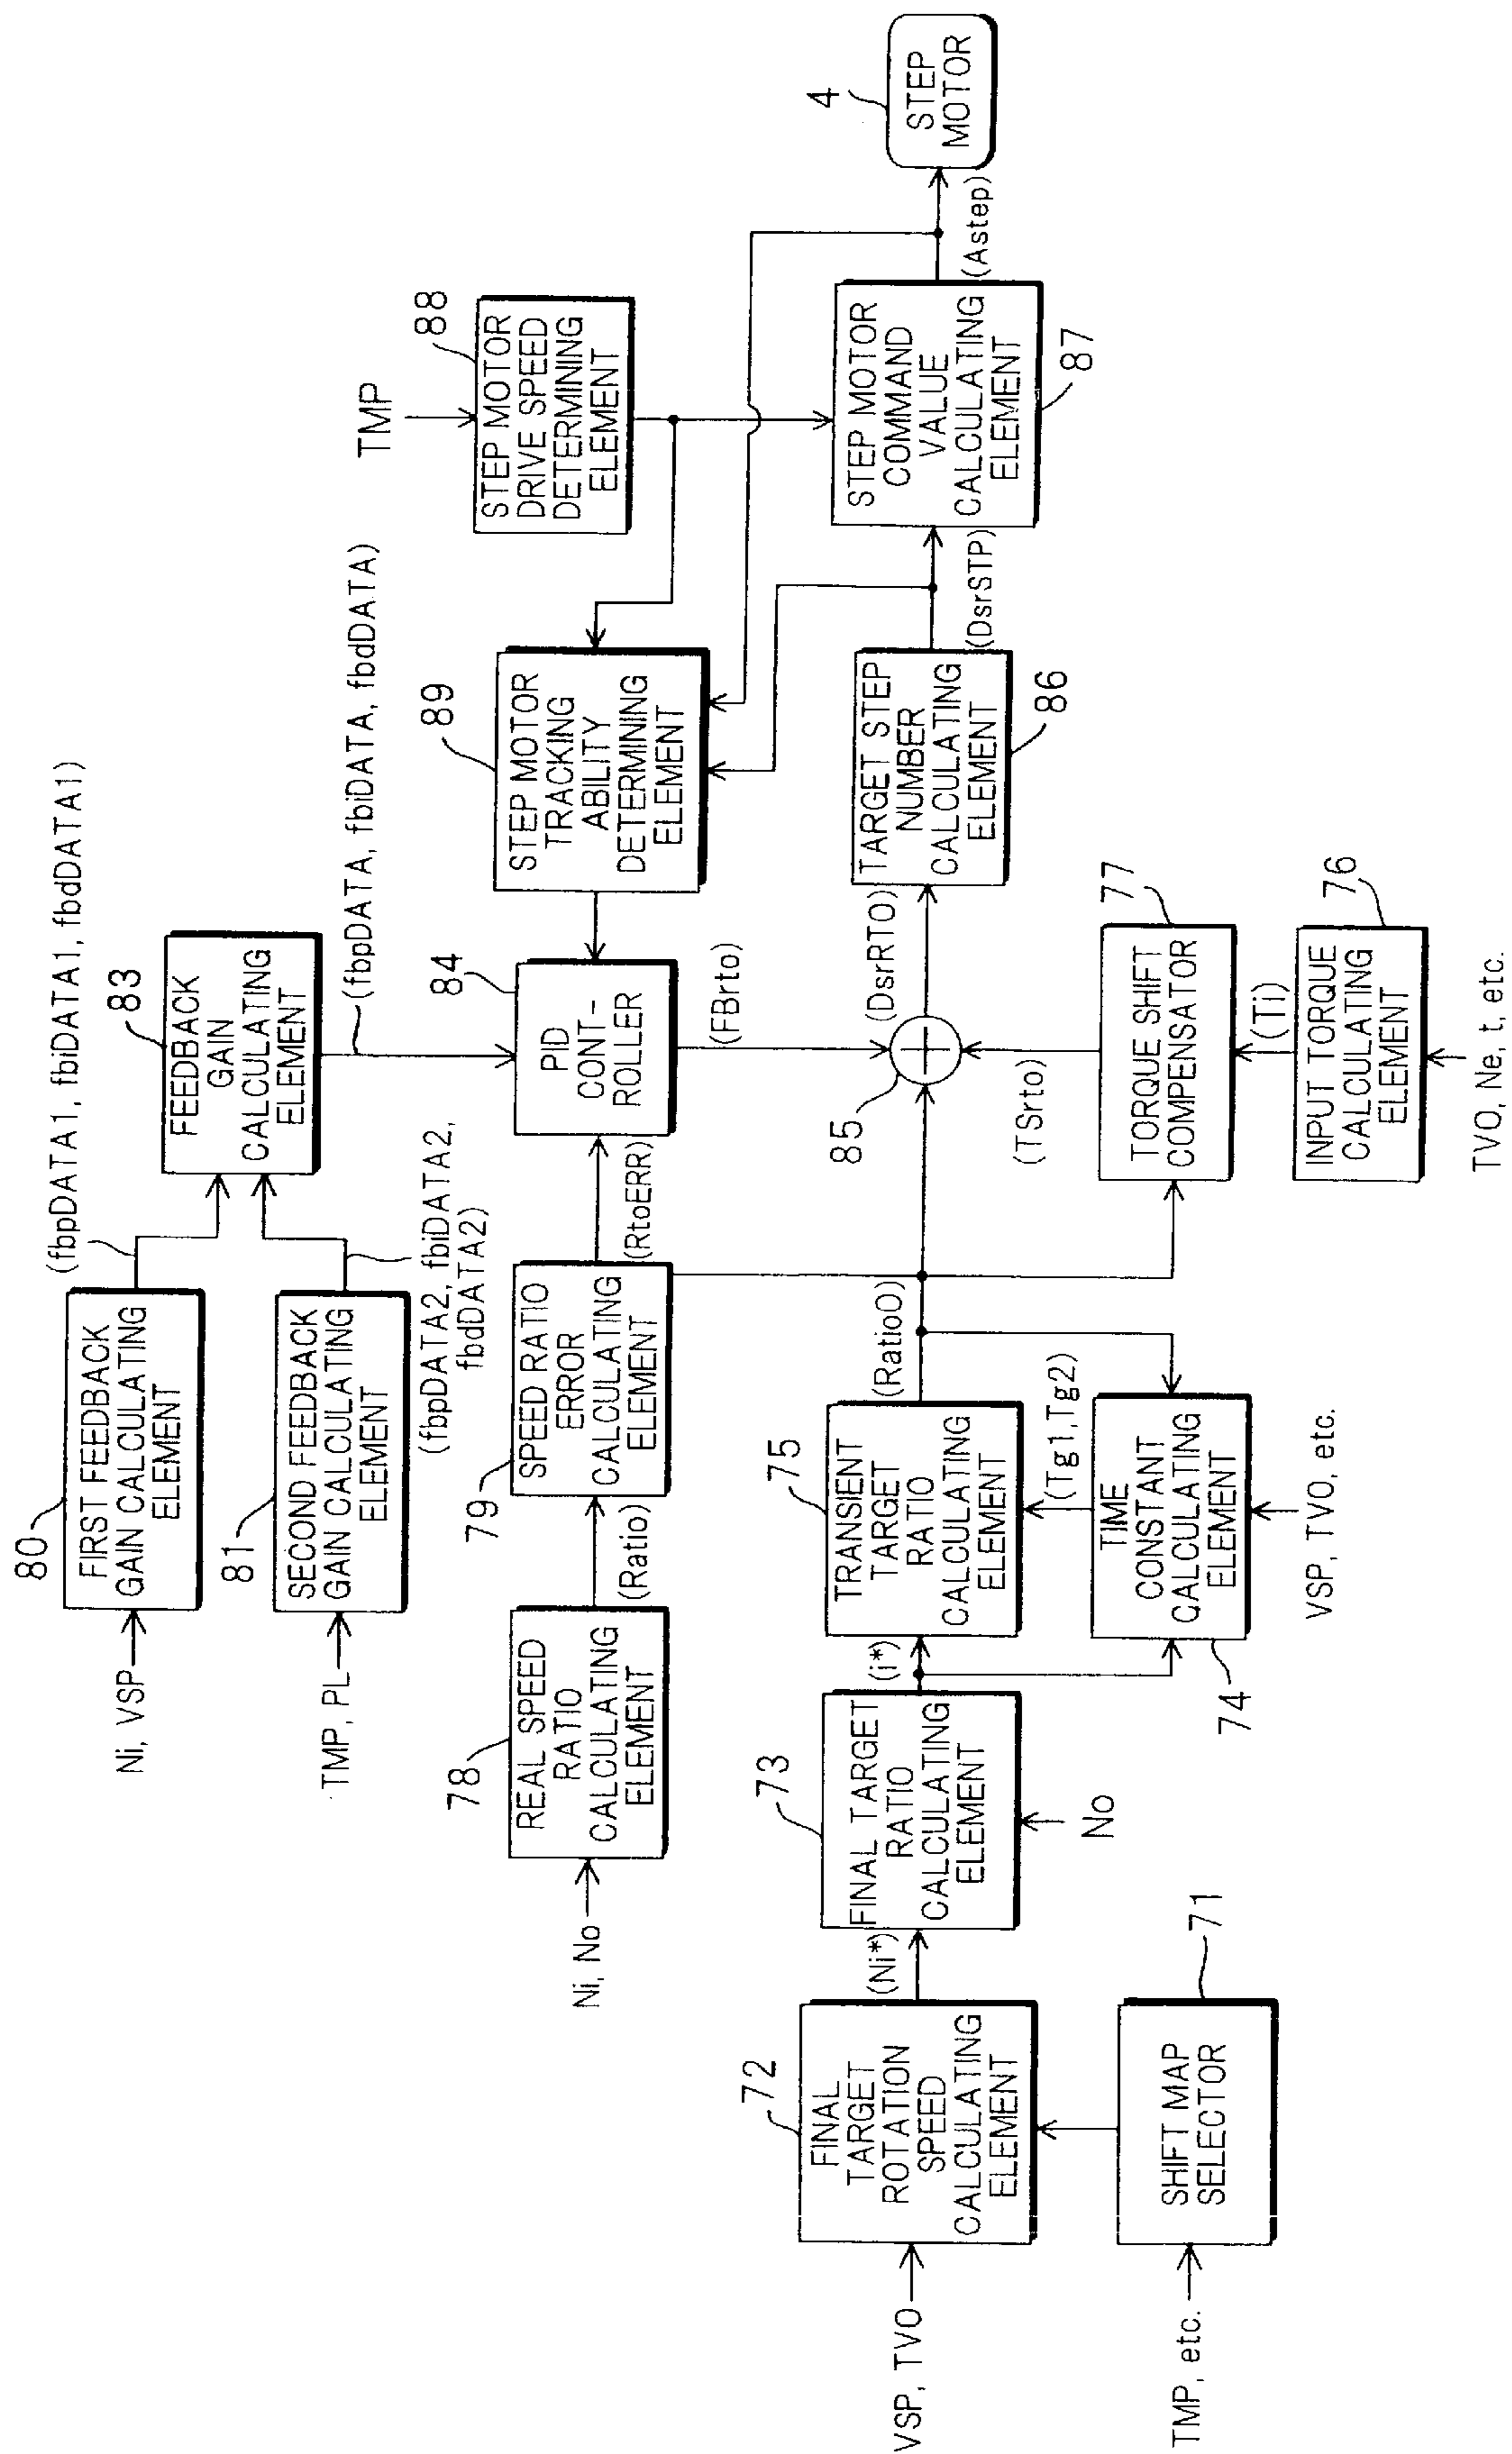 80
FIRST FEEDBACK
GAIN CALCULATING
ELEMENT
Ni, VSP
(fbpDATA1, fbiDATA1, fbdDATA1)
81
SECOND FEEDBACK
GAIN CALCULATING
ELEMENT
TMP, PL
(fbpDATA2, fbiDATA2,
fbdDATA2)
83
FEEDBACK
GAIN
CALCULATING
ELEMENT
(fbpDATA, fbiDATA, fbdDATA)
78
REAL SPEED
RATIO
CALCULATING
ELEMENT
Ni, No
(Ratio)
79
SPEED RATIO
ERROR
CALCULATING
ELEMENT
(RtoERR)
84
PID
CONT-
ROLLER
(FBrto)
89
STEP MOTOR
TRACKING
ABILITY
DETERMINING
ELEMENT
TMP
88
STEP MOTOR
DRIVE SPEED
DETERMINING
ELEMENT
VSP, TVO
72
FINAL
TARGET
ROTATION
SPEED
CALCULATING
ELEMENT
(Ni*)
TMP, etc.
71
SHIFT MAP
SELECTOR
73
FINAL TARGET
RATIO
CALCULATING
ELEMENT
No
(i*)
75
TRANSIENT
TARGET
RATIO
CALCULATING
ELEMENT
(Ratio0)
(Tg1,Tg2)
74
TIME
CONSTANT
CALCULATING
ELEMENT
VSP, TVO, etc.
85
(TSrto)
(DsrRTO)
77
TORQUE SHIFT
COMPENSATOR
(Ti)
76
INPUT TORQUE
CALCULATING
ELEMENT
TVO, Ne, t, etc.
86
TARGET STEP
NUMBER
CALCULATING
ELEMENT
(DsrSTP)
87
STEP MOTOR
COMMAND
VALUE
CALCULATING
ELEMENT
(Astep)
4
STEP
MOTOR